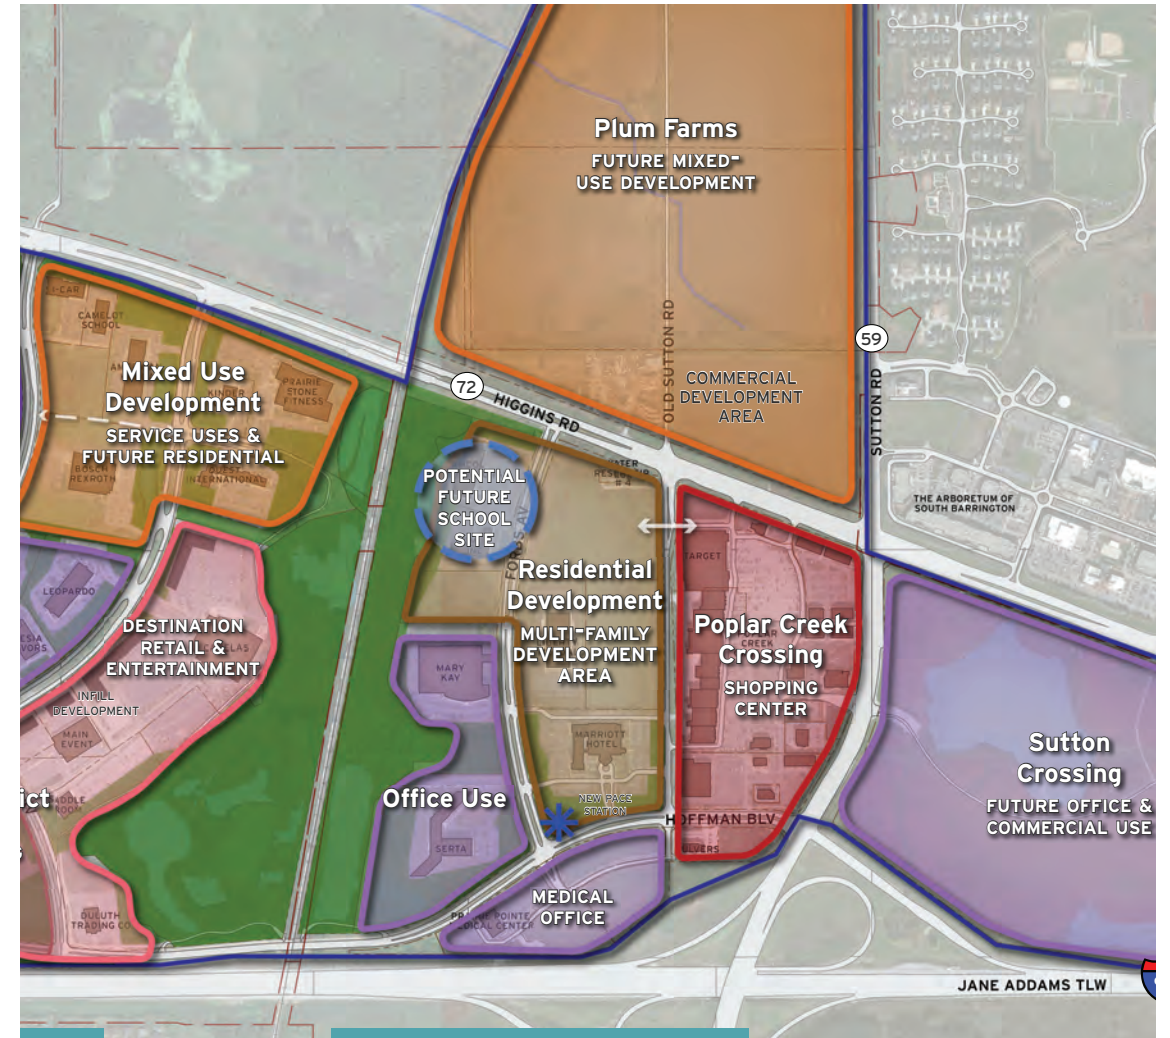 Plum Farms
FUTURE MIXED-
USE DEVELOPMENT
I-CAR
CAMELOT
SCHOOL
Mixed Use
Development
SERVICE USES &
FUTURE RESIDENTIAL
PRAIRIE
STONE
FITNESS
BOSCH
REXROTH
INTERNATIONAL
OLD SUTTON RD
COMMERCIAL
DEVELOPMENT
AREA
59
SUTTON RD
72
HIGGINS RD
POTENTIAL
FUTURE
SCHOOL
SITE
THE ARBORETUM OF
SOUTH BARRINGTON
TARGET
Residential
Development
MULTI-FAMILY
DEVELOPMENT
AREA
Poplar Creek
Crossing
SHOPPING
CENTER
LEOPARDO
DESTINATION
RETAIL &
ENTERTAINMENT
INFILL
DEVELOPMENT
MAIN
EVENT
MARY
KAY
MARRIOTT
HOTEL
Sutton
Crossing
FUTURE OFFICE &
COMMERCIAL USE
ict
Office Use
NEW PACE
STATION
HOFFMAN BLV
SERTA
MEDICAL
OFFICE
DULUTH
TRADING CO
JANE ADDAMS TLW